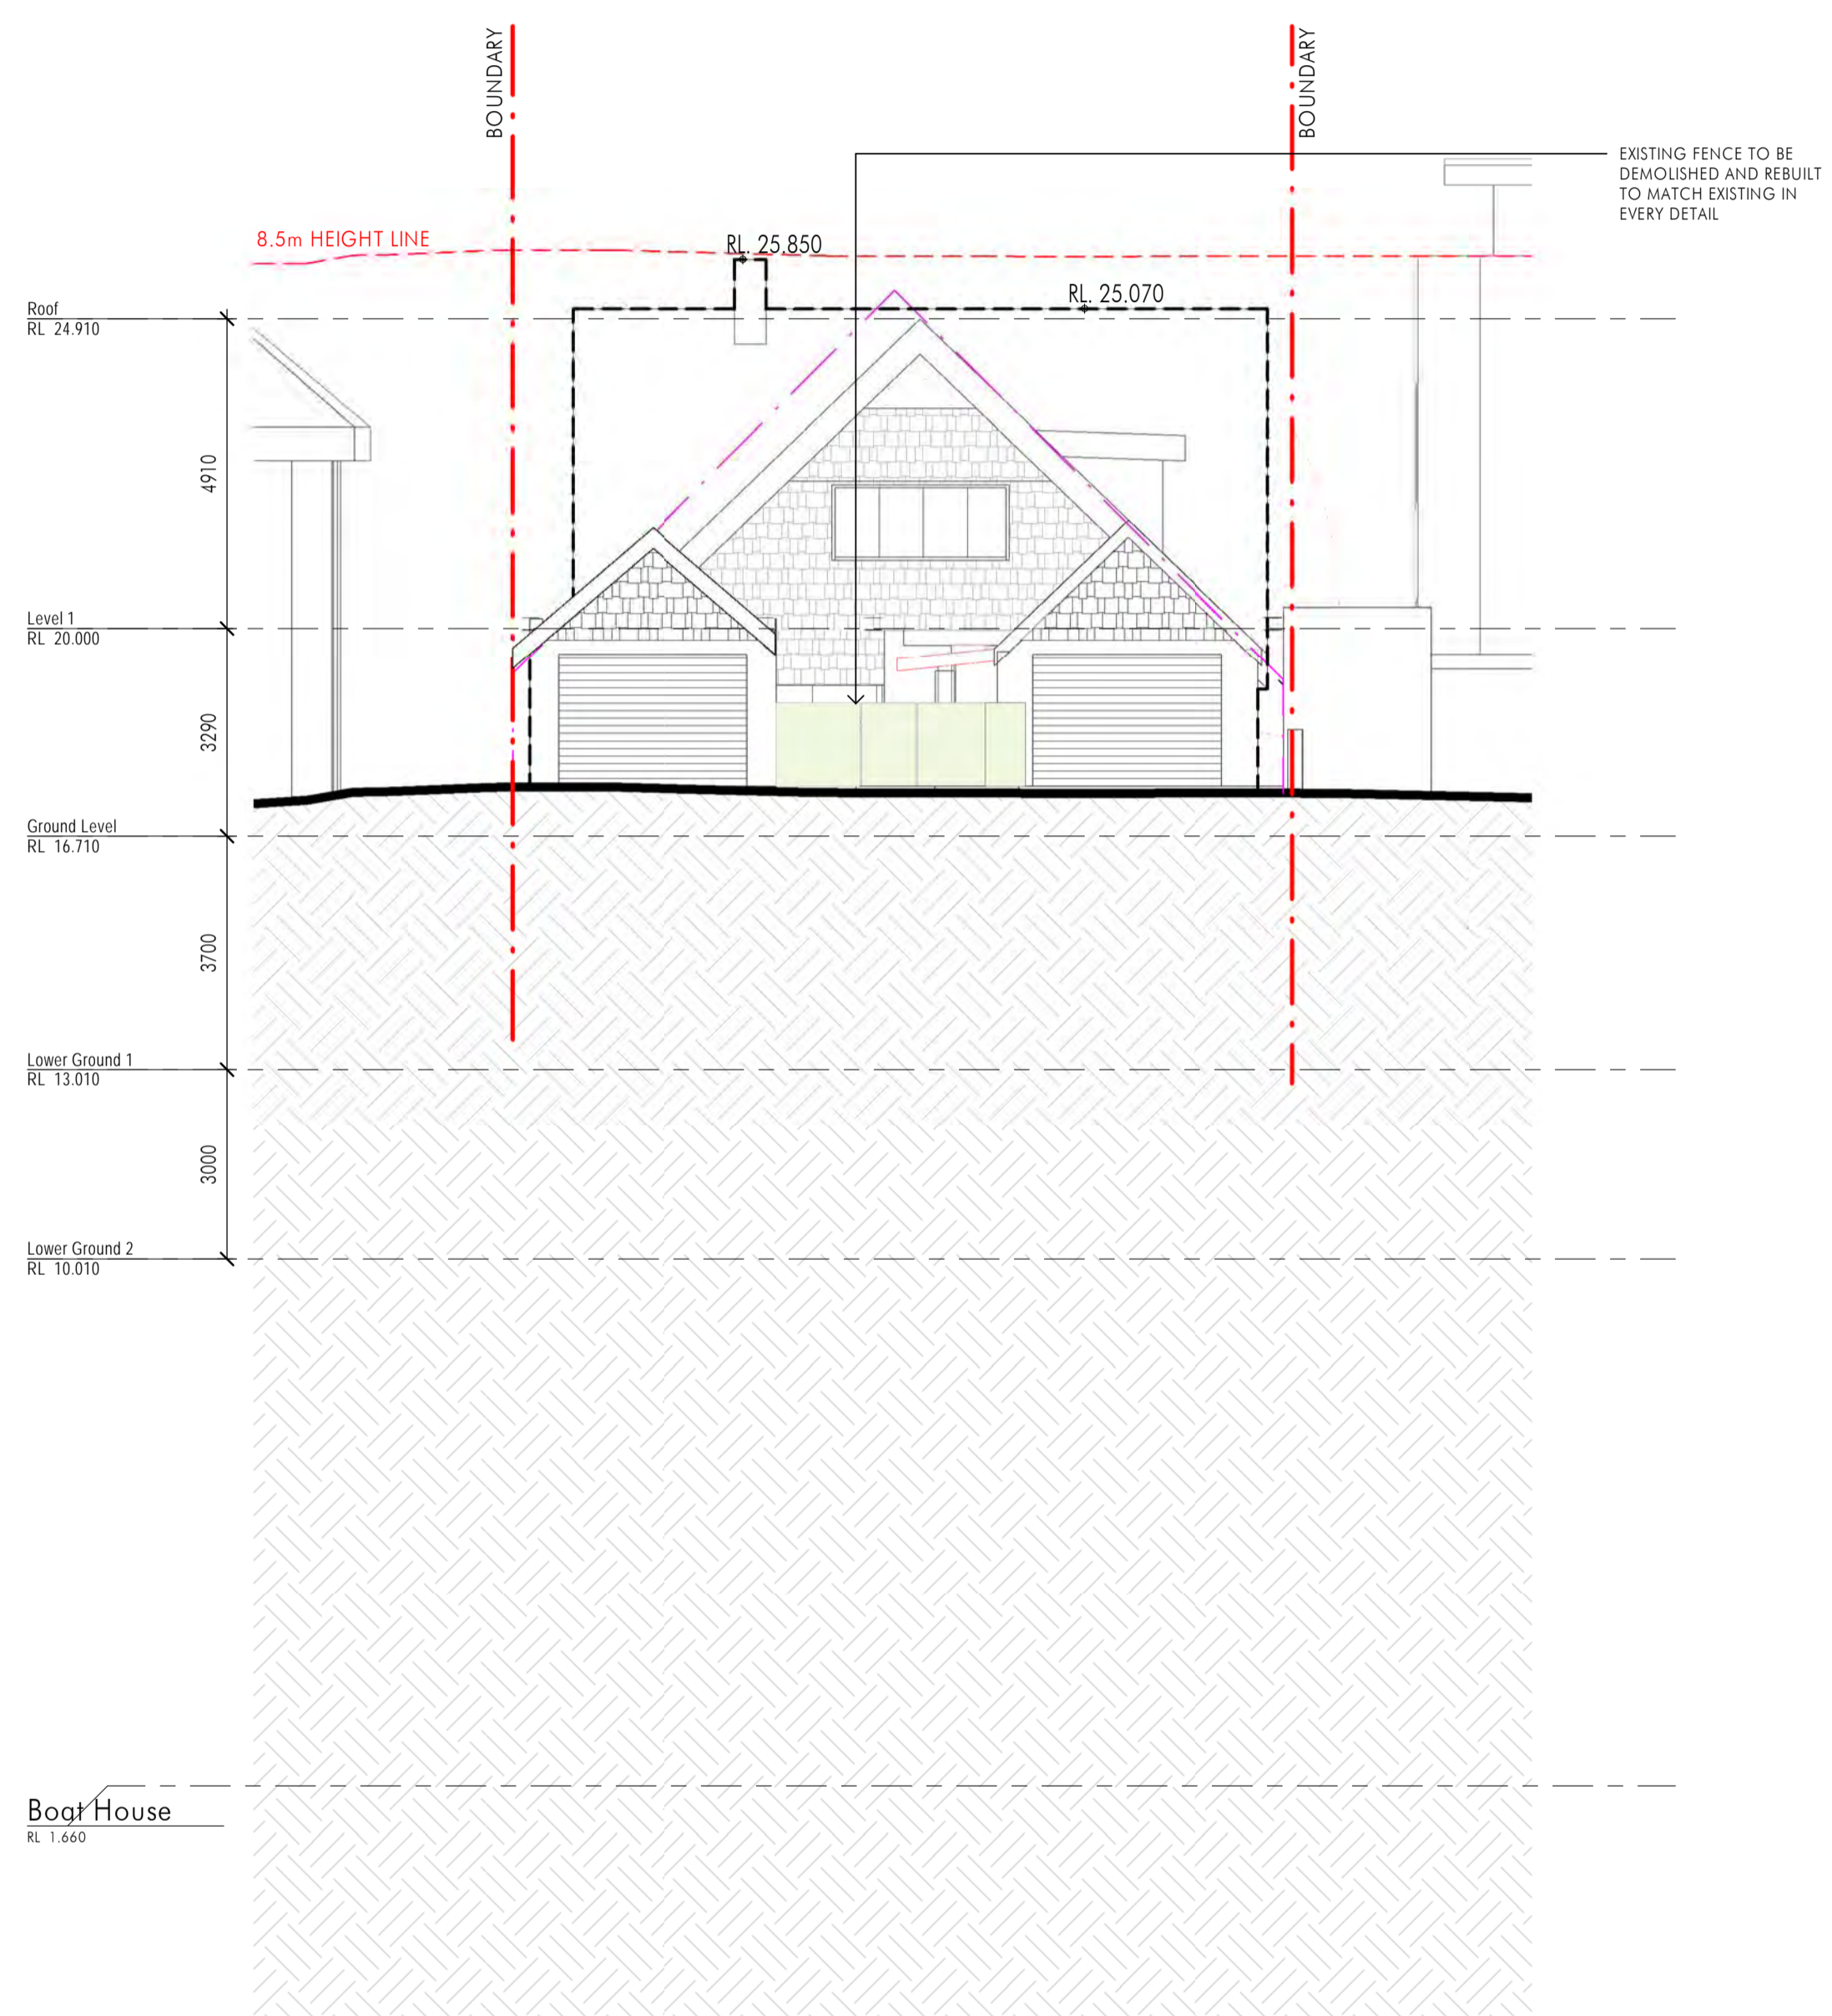 BOUNDARY
BOUNDARY
EXISTING FENCE TO BE
DEMOLISHED AND REBUILT
TO MATCH EXISTING IN
EVERY DETAIL
8.5m HEIGHT LINE
RL. 25.850
RL. 25.070
Roof
RL 24.910
4910
Level 1
RL 20.000
3290
Ground Level
RL 16.710
3700
Lower Ground 1
RL 13.010
3000
Lower Ground 2
RL 10.010
Boat House
RL 1.660